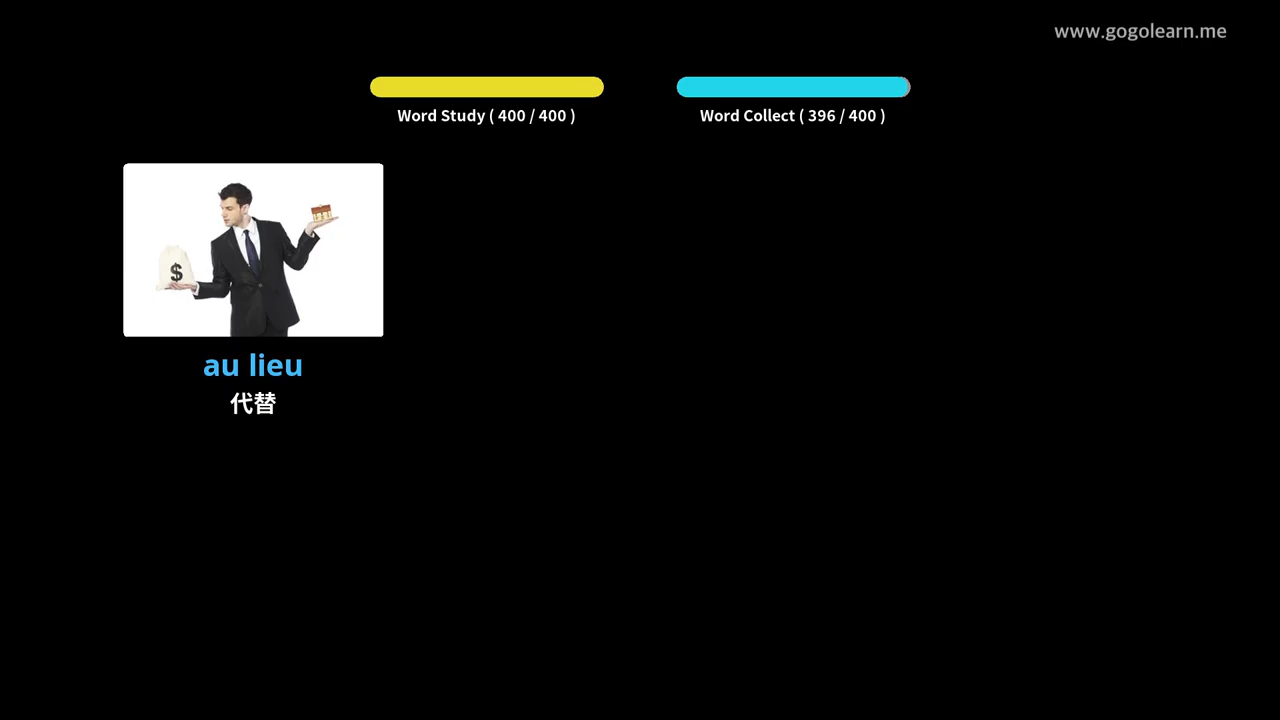 www.gogolearn.me
Word Study ( 400 / 400 )
Word Collect ( 396 / 400 )
$
au lieu
代替